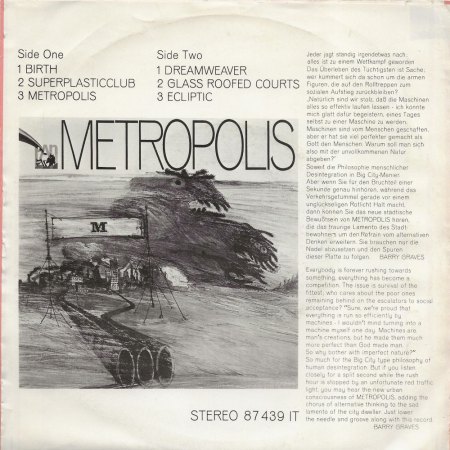 Side One
1 BIRTH
2 SUPERPLASTICCLUB
3 METROPOLIS
Side Two
1 DREAMWEAVER
2 GLASS ROOFED COURTS
3 ECLIPTIC
METROPOLIS
M
Jeder jagt ständig irgendetwas nach,
alles ist zu einem Wettkampf geworden
Das Überleben des Tüchtigsten ist Sache;
wer kümmert sich da schon um die armen
Figuren, die auf den Rolltreppen zum
sozialen Aufstieg zurückbleiben?
„Natürlich sind wir stolz, daß die Maschinen
alles so effektiv laufen lassen - ich könnte
mich glatt dafür begeistern, eines Tages
selbst zu einer Maschine zu werden.
Maschinen sind vom Menschen geschaffen,
aber er hat sie viel perfekter gemacht als
Gott den Menschen. Warum soll man sich
also mit der unvollkommenen Natur
abgeben?"
Soweit die Philosophie menschlicher
Desintegration in Big City-Manier.
Aber wenn Sie für den Bruchteil einer
Sekunde genau hinhören, während das
Verkehrsgetümmel gerade vor einem
unglückseligen Rotlicht Halt macht,
dann können Sie das neue städtische
Bewußtsein von METROPOLIS hören,
die das traurige Lamento des Stadt-
bewohners um den Refrain vom alternativen
Denken erweitern. Sie brauchen nur die
Nadel abzusetzen und den Spuren
dieser Platte zu folgen. BARRY GRAVES
Everybody is forever rushing towards
something, everything has become a
competition. The issue is survival of the
fittest; who cares about the poor ones
remaining behind on the escalators to social
acceptance? "Sure, we're proud that
everything is run so efficiently by
machines - I wouldn't mind turning into a
machine myself one day. Machines are
man's creations, but he made them much
more perfect than God made man.
So why bother with imperfect nature?"
So much for the Big City type philosophy of
human desintegration. But if you listen
closely for a split second while the rush
hour is stopped by an unfortunate red traffic
light, you may hear the new urban
consciousness of METROPOLIS, adding the
chorus of alternative thinking to the sad
lamento of the city dweller. Just lower
the needle and groove along with this record.
BARRY GRAVES
STEREO 87 439 IT